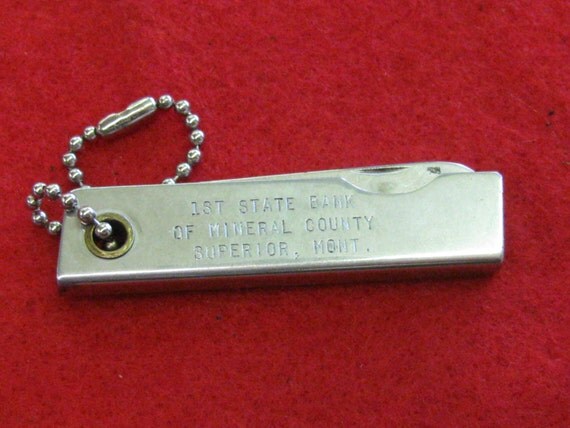 1ST STATE BANK
OF MINERAL COUNTY
SUPERIOR, MONT.